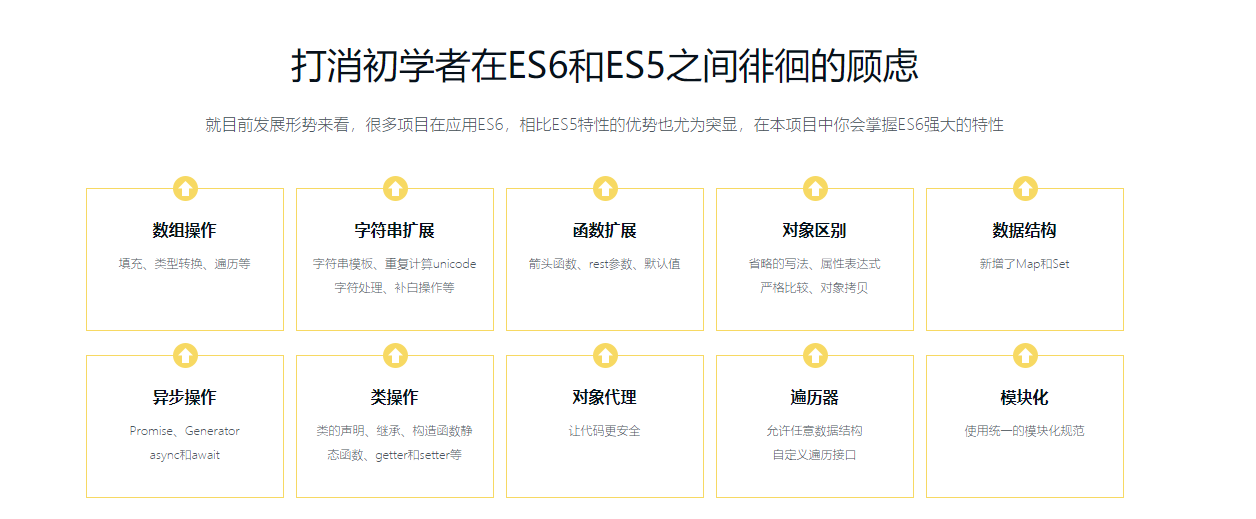 打消初学者在ES6和ES5之间徘徊的顾虑
就目前发展形势来看，很多项目在应用ES6，相比ES5特性的优势也尤为突显，在本项目中你会掌握ES6强大的特性
数组操作
填充、类型转换、遍历等
字符串扩展
字符串模板、重复计算unicode
字符处理、补白操作等
函数扩展
箭头函数、rest参数、默认值
对象区别
省略的写法、属性表达式
严格比较、对象拷贝
数据结构
新增了Map和Set
异步操作
Promise、Generator
async和await
类操作
类的声明、继承、构造函数静
态函数、getter和setter等
对象代理
让代码更安全
遍历器
允许任意数据结构
自定义遍历接口
模块化
使用统一的模块化规范